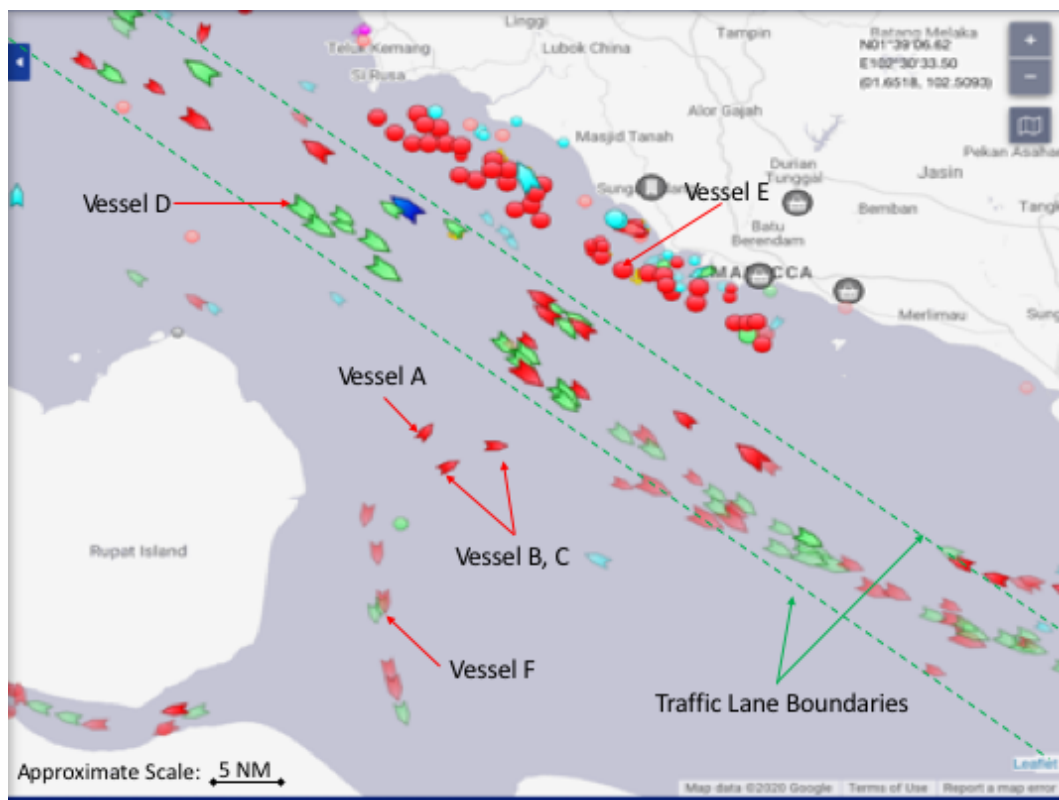 Linggi
Tampin
Batang Melaka
Teluk Kemang
Lubok China
N01°39'06.62
E102°30'33.50
(01.6518, 102.5093)
+
−
Si Rusa
Alor Gajah
Masjid Tanah
Pekan Asahan
Durian
Tunggal
Jasin
Vessel D
Vessel E
Bemban
Batu
Berendam
Merlimau
Vessel A
Vessel B, C
Rupat Island
Vessel F
Traffic Lane Boundaries
Approximate Scale: 5 NM
Leaflet
Map data ©2020 Google
Terms of Use
Report a map error